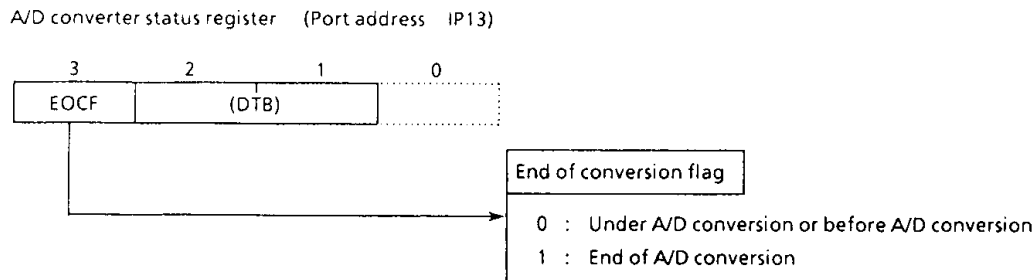 A/D converter status register (Port address IP13)
3 2 1 0
EOCF (DTB)
End of conversion flag
0 : Under A/D conversion or before A/D conversion
1 : End of A/D conversion